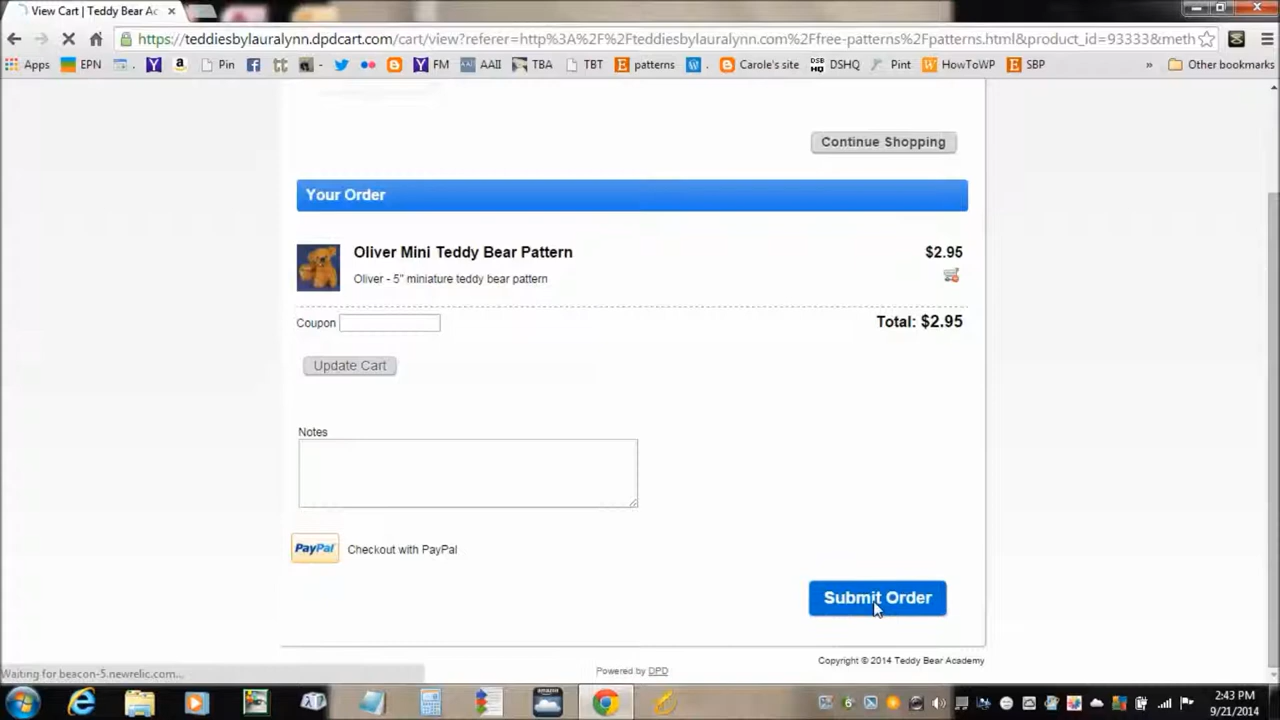 View Cart | Teddy Bear Ac
https://teddiesbylauralynn.dpdcart.com/cart/view?referer=http%3A%2F%2Fteddiesbylauralynn.com%2Ffree-patterns%2Fpatterns.html&product_id=93333&meth
Apps EPN Pin FM AAII TBA TBT patterns Carole's site DSHQ Pint HowToWP SBP » Other bookmarks
Continue Shopping
Your Order
Oliver Mini Teddy Bear Pattern $2.95
Oliver - 5" miniature teddy bear pattern
Coupon Total: $2.95
Update Cart
Notes
PayPal Checkout with PayPal
Submit Order
Copyright © 2014 Teddy Bear Academy
Powered by DPD
Waiting for beacon-5.newrelic.com...
2:43 PM
9/21/2014